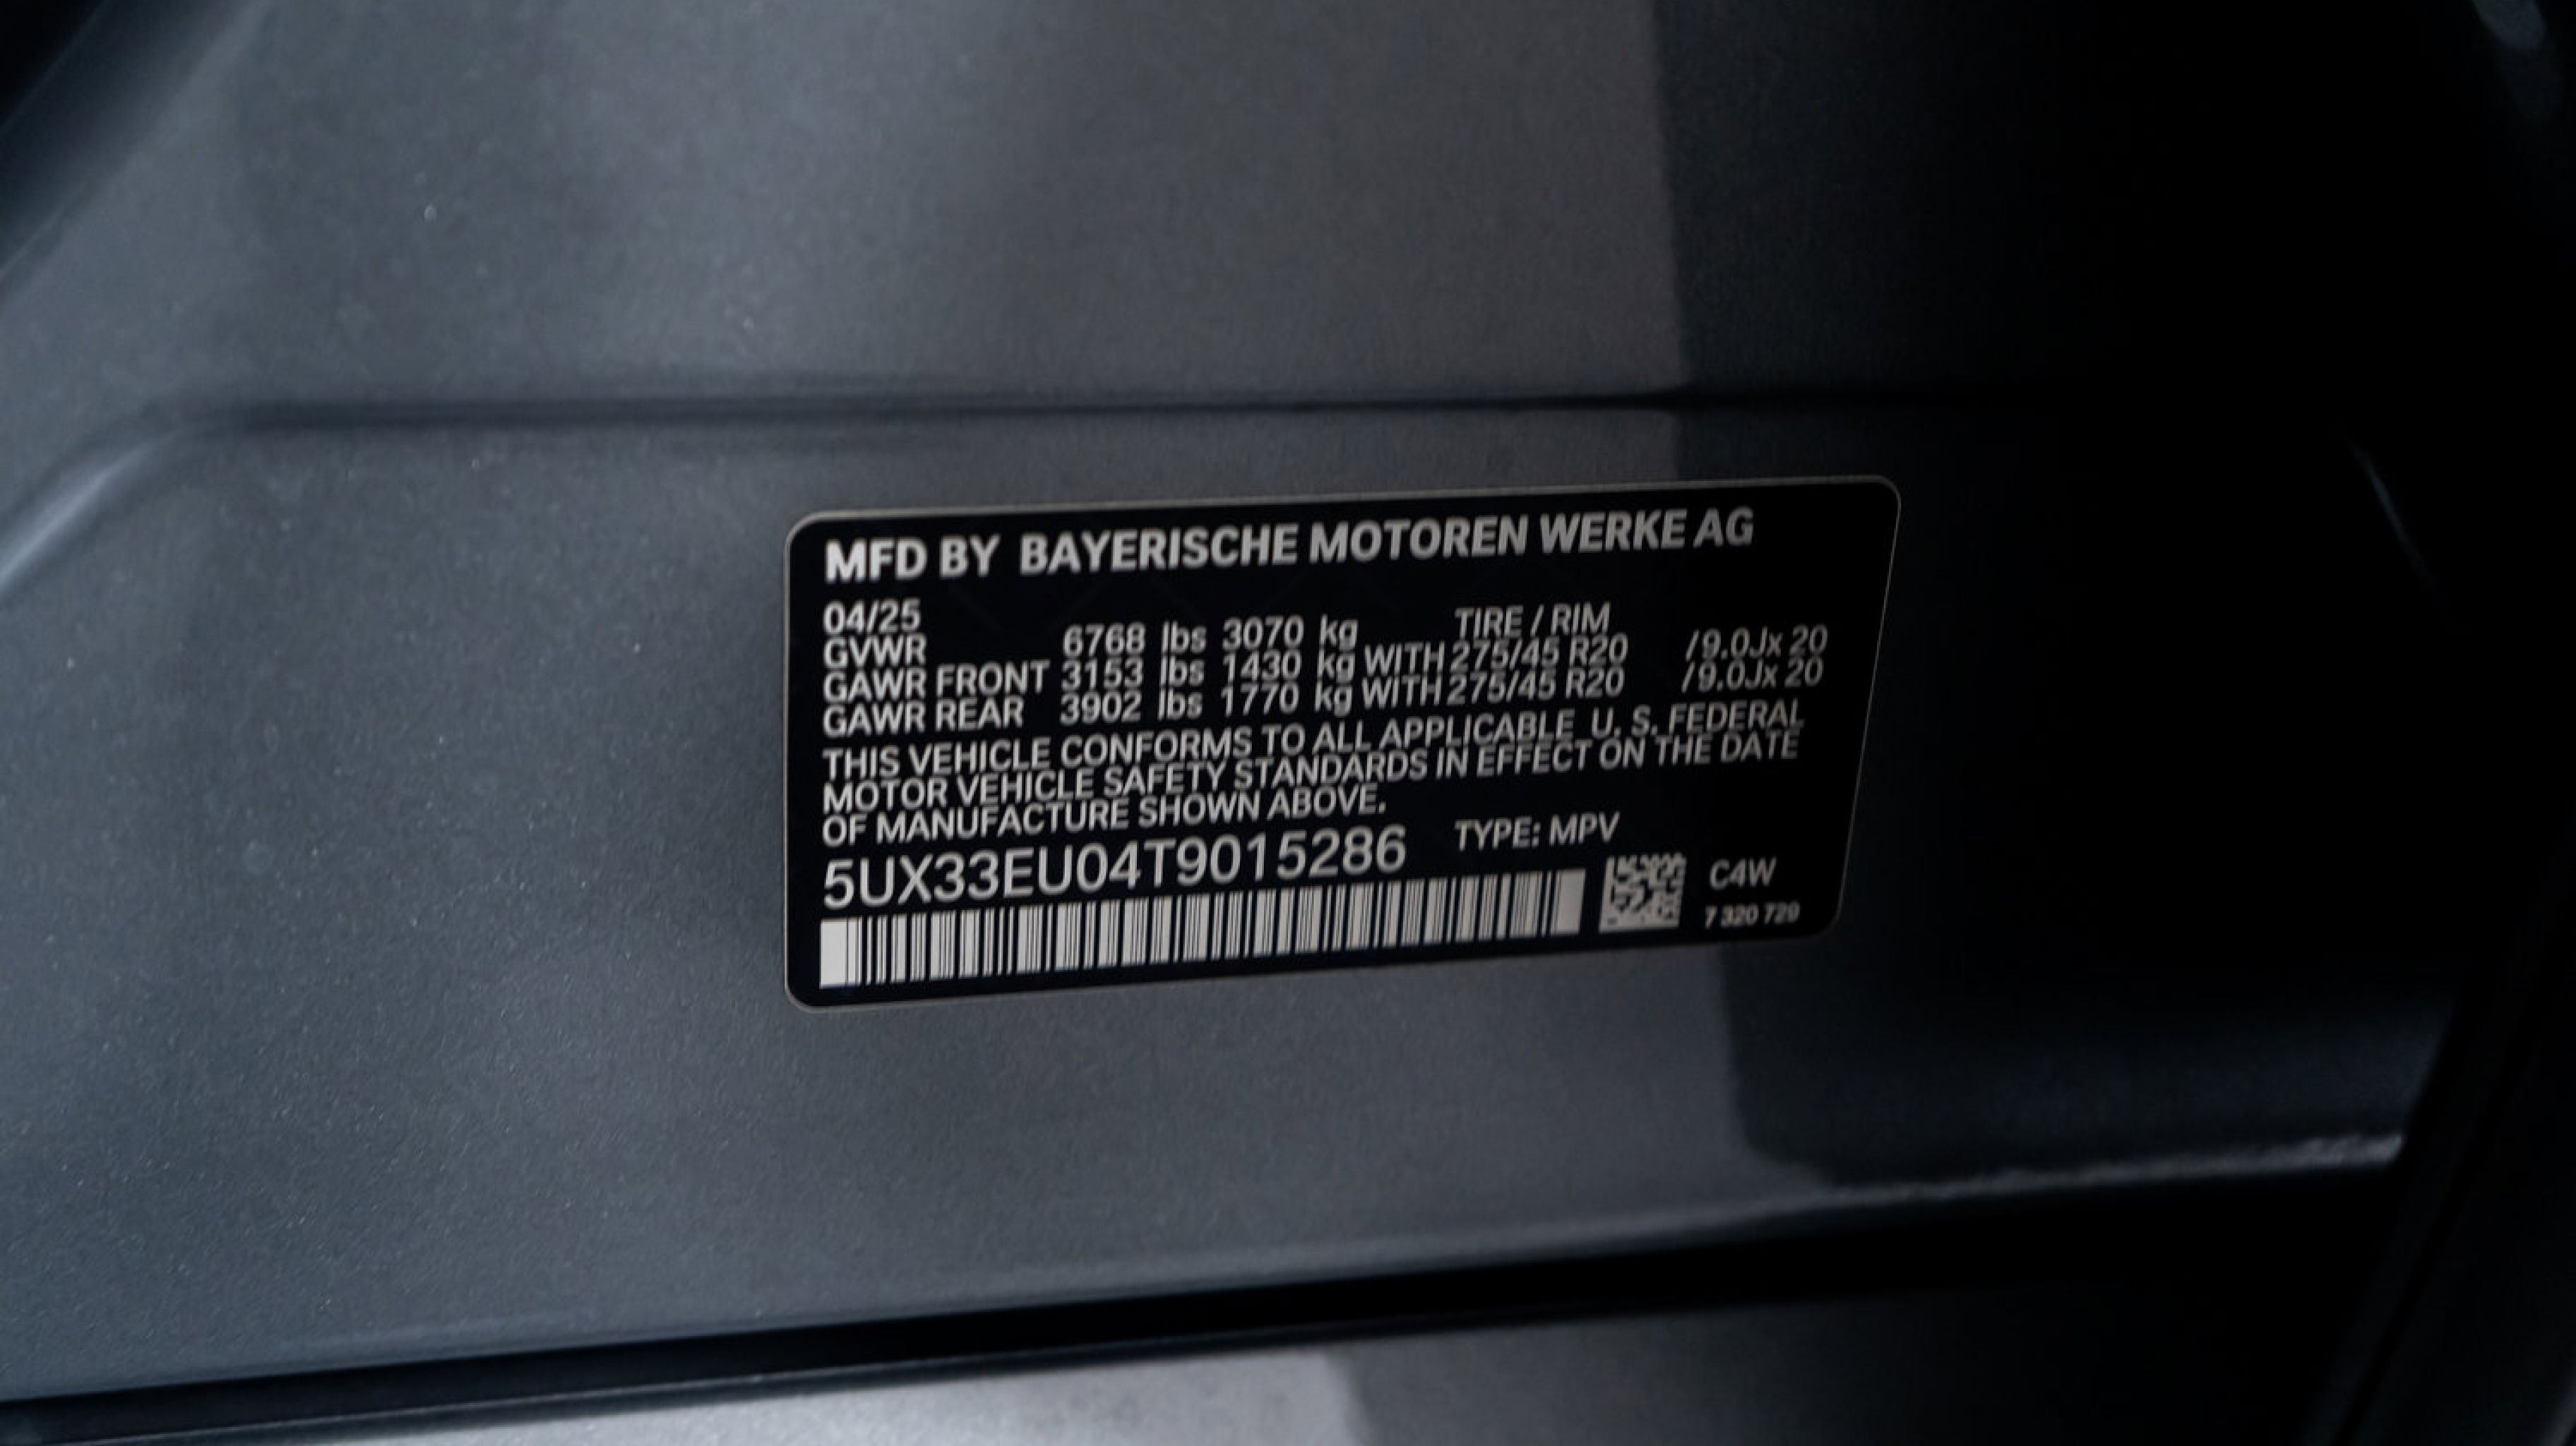 MFD BY BAYERISCHE MOTOREN WERKE AG
04/25
TIRE / RIM
GVWR 6768 lbs 3070 kg
GAWR FRONT 3153 lbs 1430 kg WITH 275/45 R20 /9.0Jx 20
GAWR REAR 3902 lbs 1770 kg WITH 275/45 R20 /9.0Jx 20
THIS VEHICLE CONFORMS TO ALL APPLICABLE U. S. FEDERAL
MOTOR VEHICLE SAFETY STANDARDS IN EFFECT ON THE DATE
OF MANUFACTURE SHOWN ABOVE.
5UX33EU04T9015286 TYPE: MPV
C4W
7 320 729